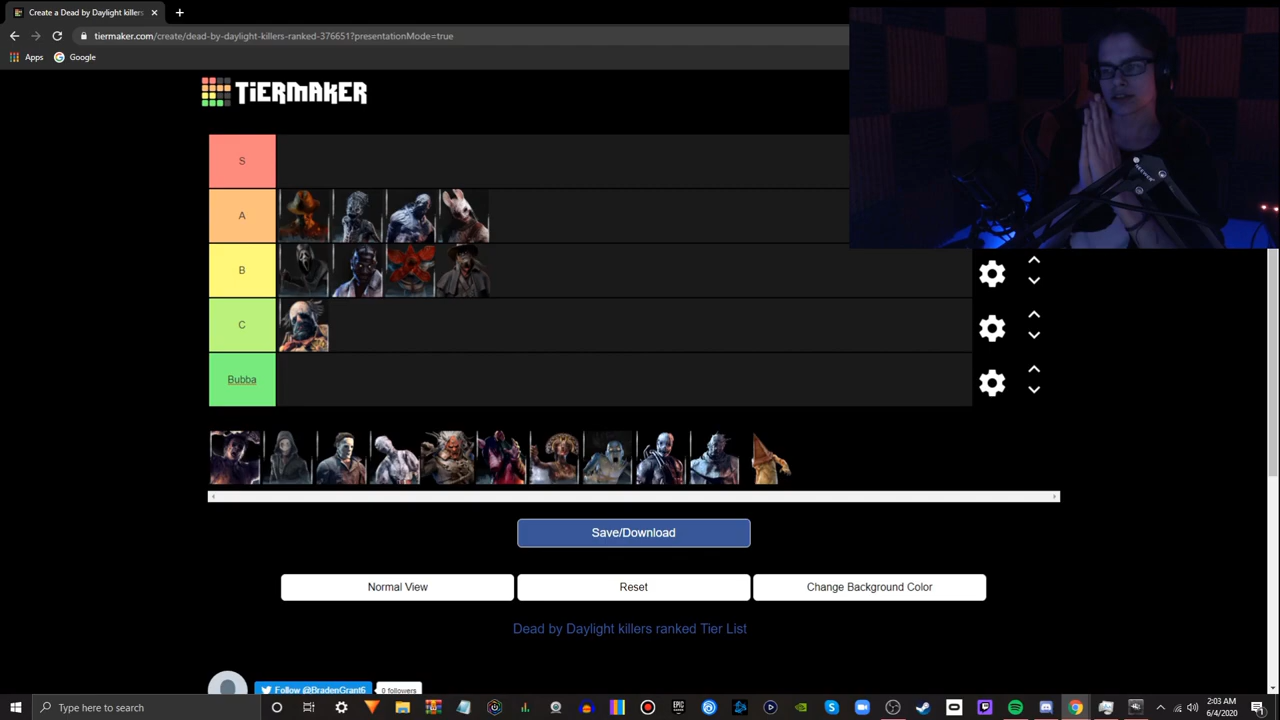 Create a Dead by Daylight killers
tiermaker.com/create/dead-by-daylight-killers-ranked-376651?presentationMode=true
Apps
Google
TiERMAKER
S
A
B
C
Bubba
NEEWER
Save/Download
Normal View
Reset
Change Background Color
Dead by Daylight killers ranked Tier List
Follow @BradenGrant6
0 followers
Type here to search
EPIC
2:03 AM
6/4/2020